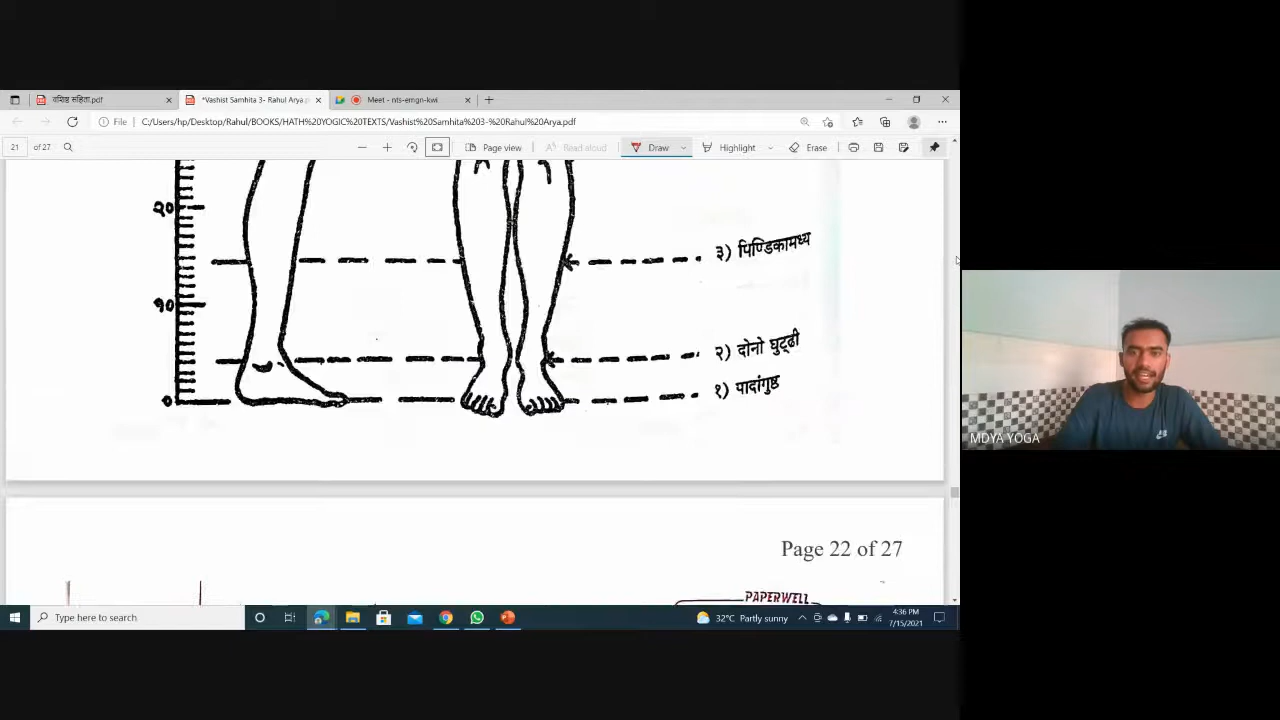 वशिष्ठ संहिता.pdf
*Vashist Samhita 3- Rahul Arya.p
Meet - nts-emgn-kwi
File
C:/Users/hp/Desktop/Rahul/BOOKS/HATH%20YOGIC%20TEXTS/Vashist%20Samhita%203-%20Rahul%20Arya.pdf
21 of 27
Page view
Read aloud
Draw
Highlight
Erase
२०
३) पिण्डिकामध्य
१०
२) दोनो घुट्ढी
१) पादांगुष्ठ
०
MDYA YOGA
Page 22 of 27
PAPERWELL
Type here to search
32°C Partly sunny
4:36 PM
7/15/2021